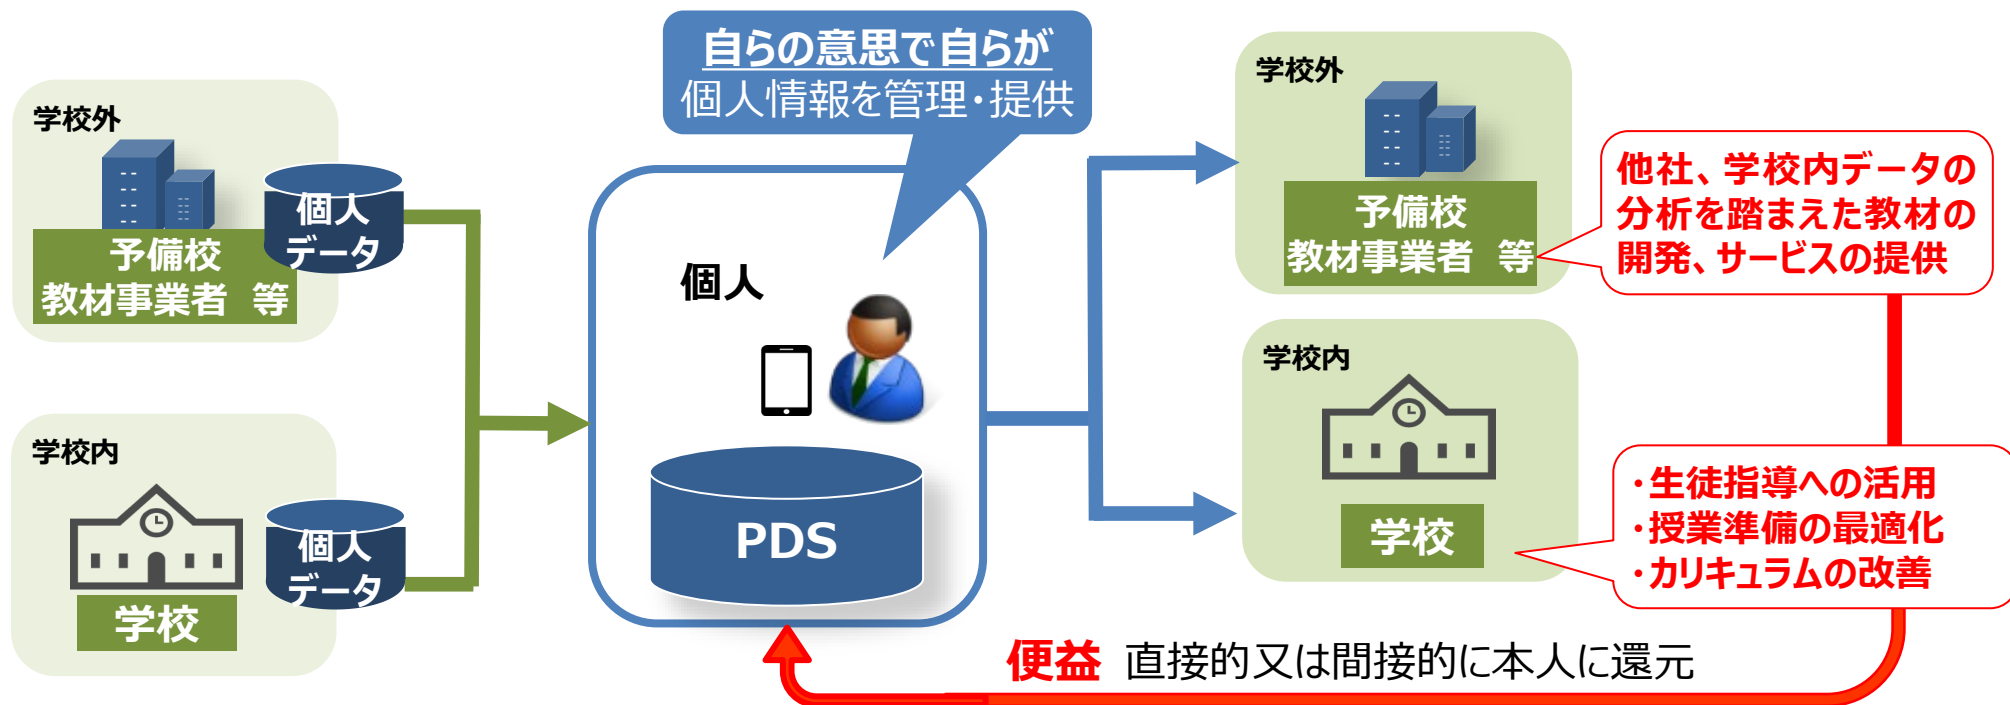 学校外
個人
データ
予備校
教材事業者 等
学校内
個人
データ
学校
自らの意思で自らが
個人情報を管理・提供
個人
PDS
学校外
予備校
教材事業者 等
他社、学校内データの
分析を踏まえた教材の
開発、サービスの提供
学校内
学校
・生徒指導への活用
・授業準備の最適化
・カリキュラムの改善
便益 直接的又は間接的に本人に還元